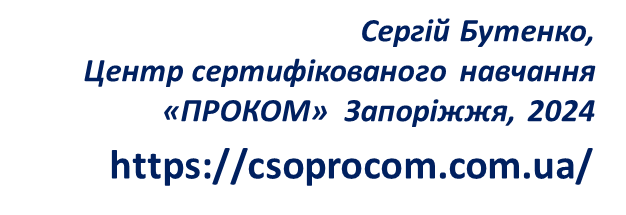 Сергій Бутенко,
Центр сертифікованого навчання
«ПРОКОМ» Запоріжжя, 2024
https://csoprocom.com.ua/